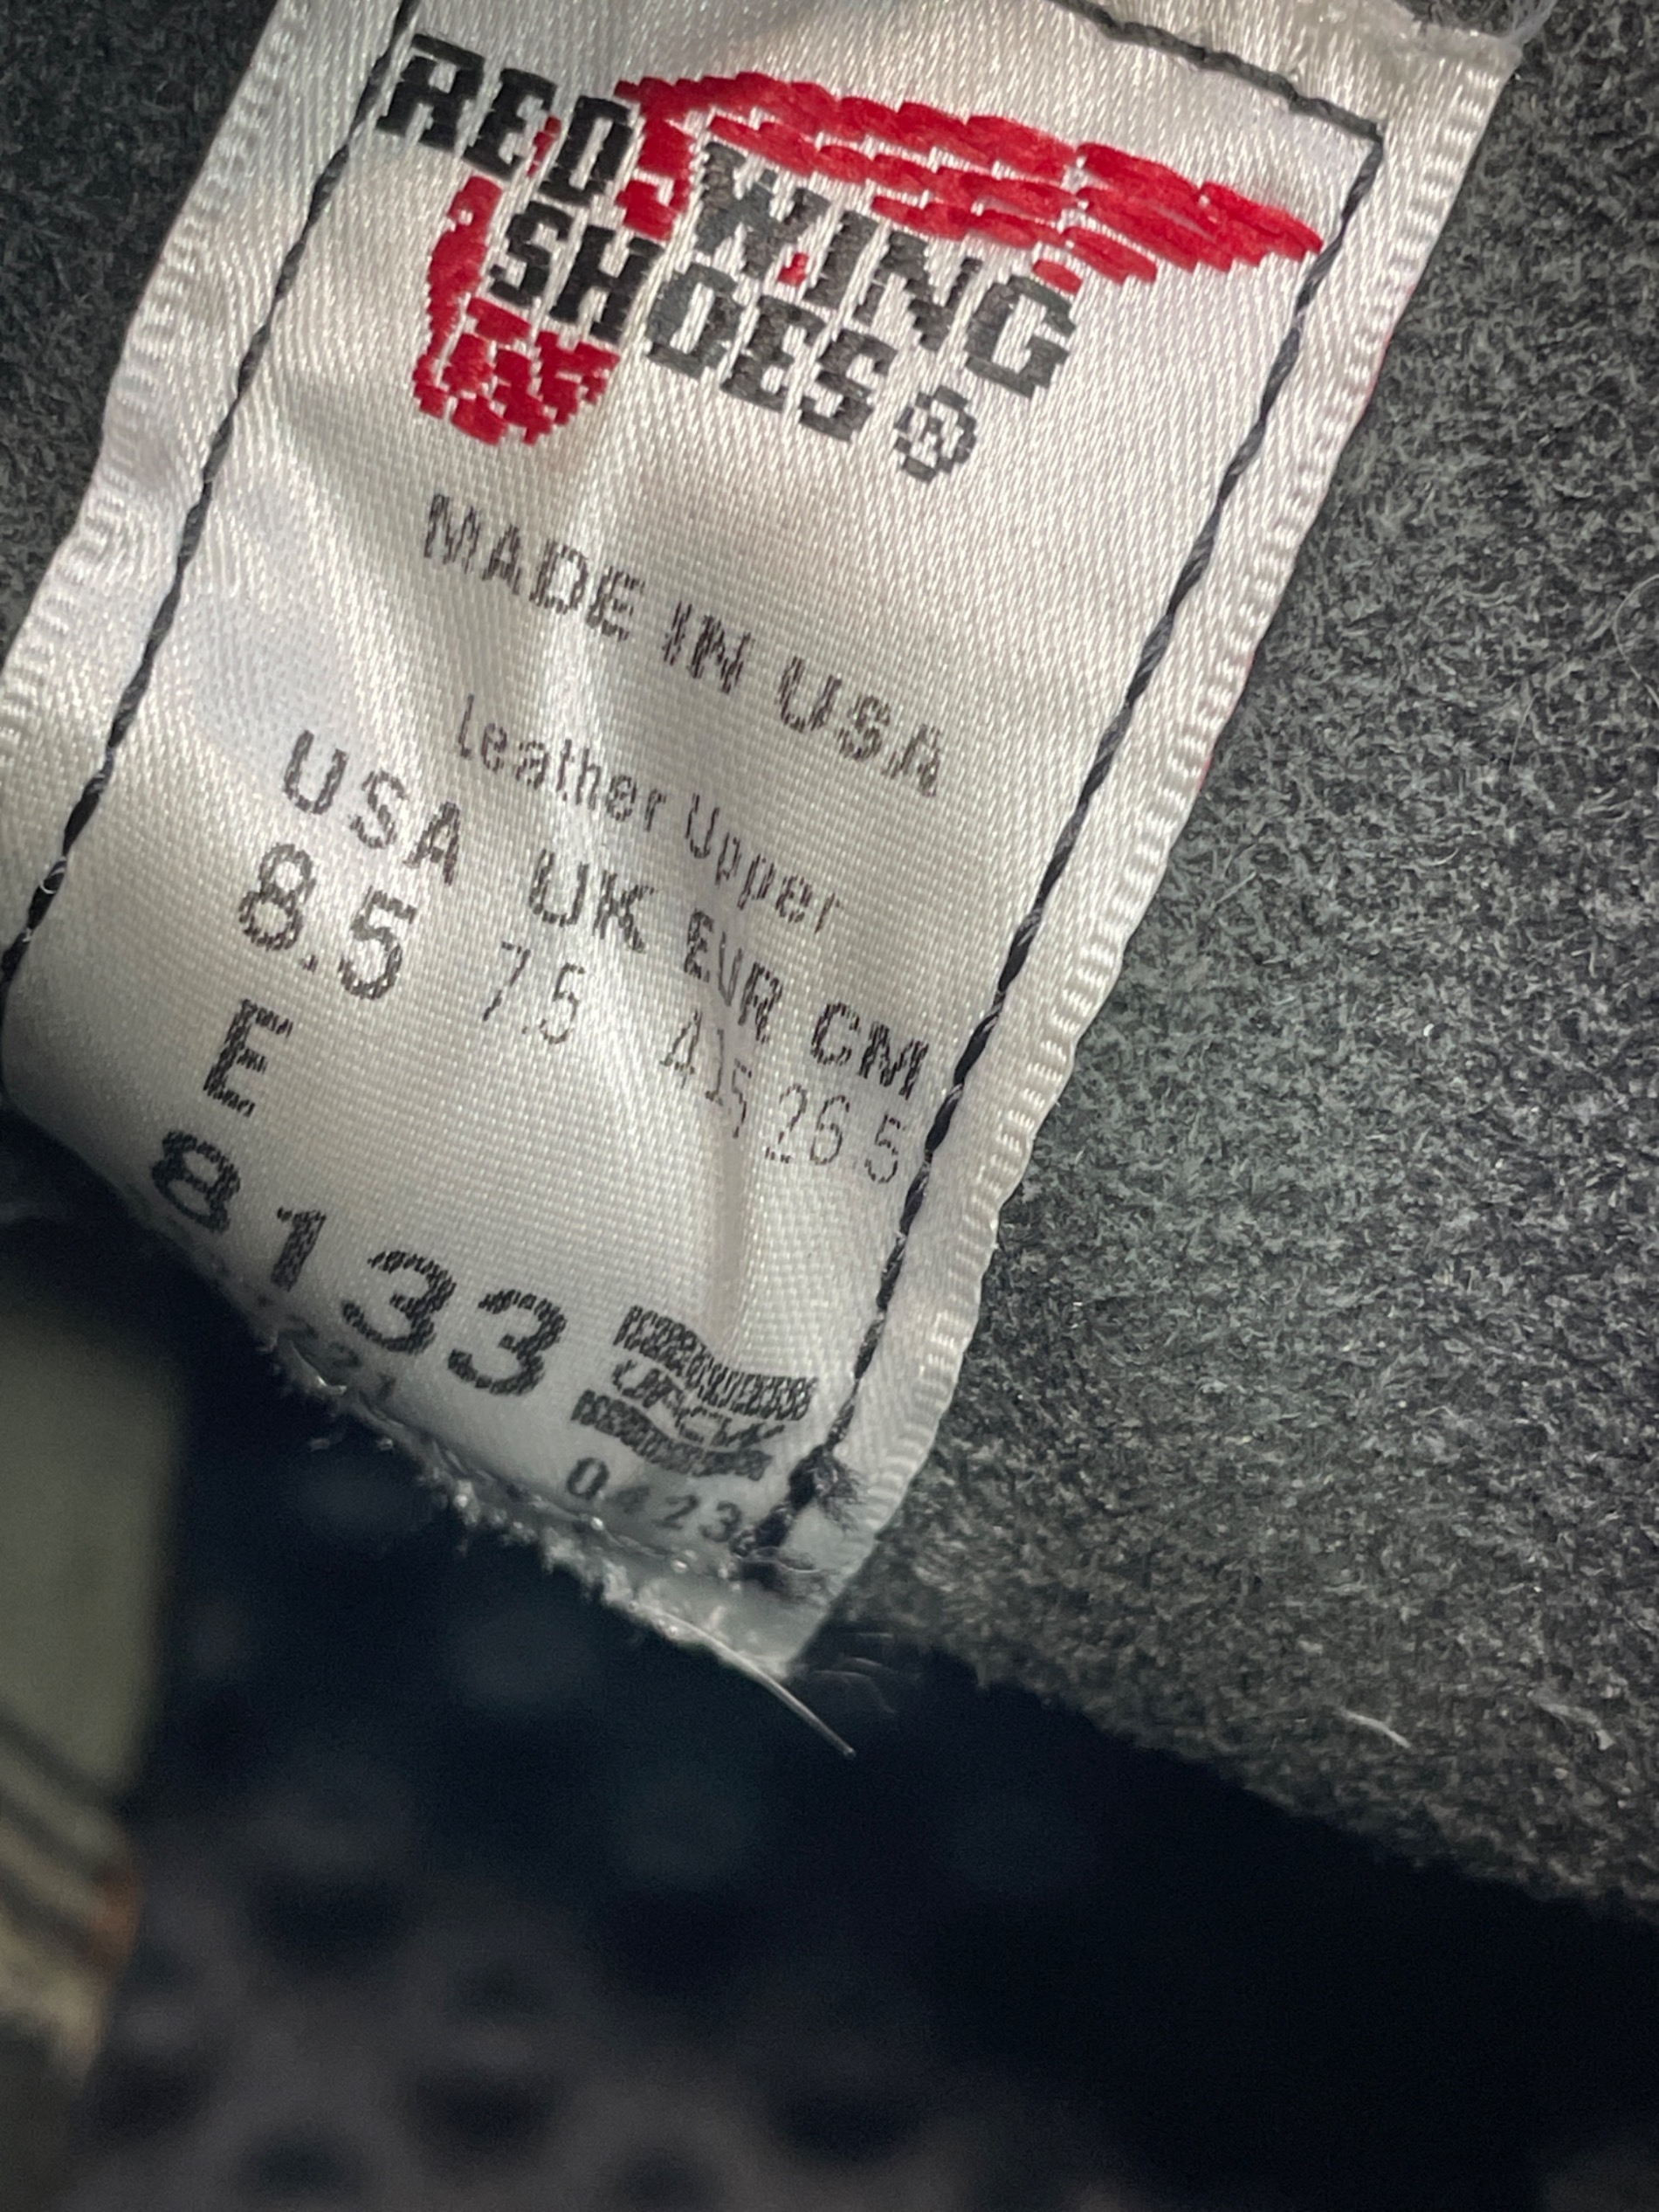 RED WING
SHOES®
MADE IN USA
Leather Upper
USA UK EUR CM
8.5 7.5 41.5 26.5
E
8133